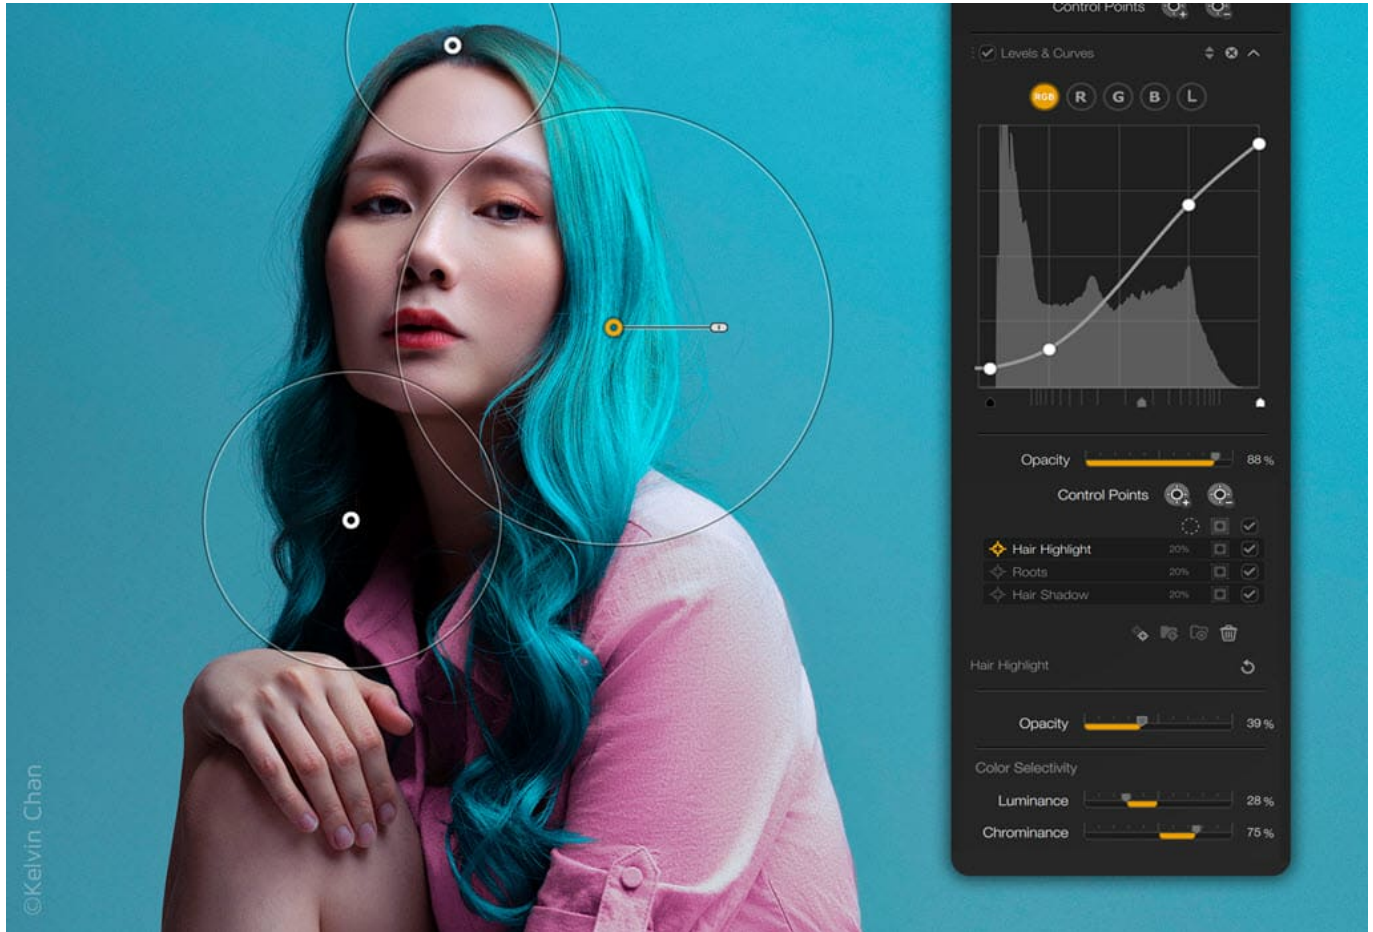 Control Points
Levels & Curves
RGB R G B L
Opacity 88 %
Control Points
Hair Highlight 20%
Roots 20%
Hair Shadow 20%
Hair Highlight
Opacity 39 %
Color Selectivity
Luminance 28 %
Chrominance 75 %
©Kelvin Chan